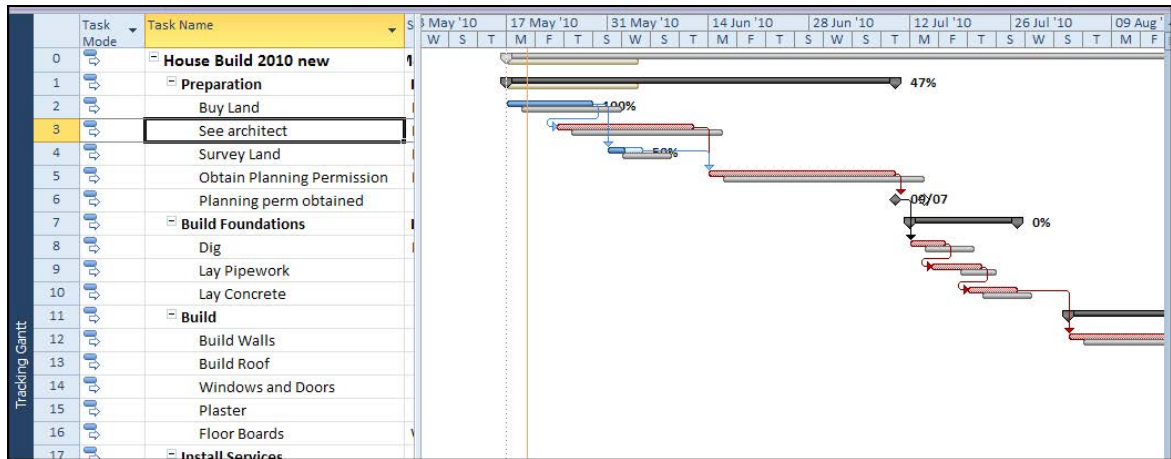 Task Mode Task Name S 3 May '10 17 May '10 31 May '10 14 Jun '10 28 Jun '10 12 Jul '10 26 Jul '10 09 Aug '
W S T M F T S W S T M F T S W S T M F T S W S T M F
0 House Build 2010 new
1 Preparation 47%
2 Buy Land 100%
3 See architect
4 Survey Land 50%
5 Obtain Planning Permission
6 Planning perm obtained 09/07
7 Build Foundations 0%
8 Dig
9 Lay Pipework
10 Lay Concrete
11 Build
12 Build Walls
13 Build Roof
14 Windows and Doors
15 Plaster
16 Floor Boards
17 Install Services
Tracking Gantt